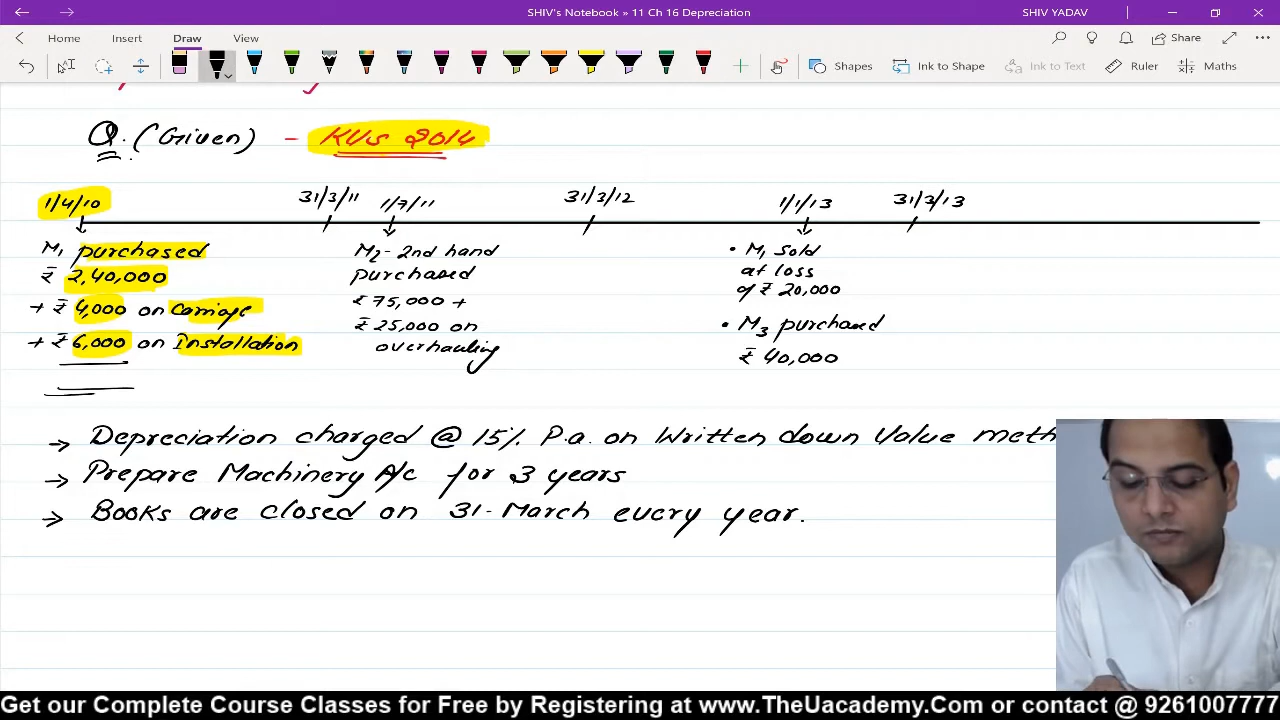 SHIV's Notebook » 11 Ch 16 Depreciation
SHIV YADAV
Home Insert Draw View
Share
Shapes
Ink to Shape
Ink to Text
Ruler
Maths
Q. (Given) - KVS 2014
1/4/10 31/3/11 1/7/11 31/3/12 1/1/13 31/3/13
M1 purchased
₹ 2,40,000
+ ₹ 4,000 on Carriage
+ ₹ 6,000 on Installation
M2 - 2nd hand
purchased
₹ 75,000 +
₹ 25,000 on
overhauling
• M1 Sold
at loss
of ₹ 20,000
• M3 purchased
₹ 40,000
→ Depreciation charged @ 15% P.a. on Written down Value meth
→ Prepare Machinery A/c for 3 years
→ Books are closed on 31-March every year.
Get our Complete Course Classes for Free by Registering at www.TheUacademy.Com or contact @ 9261007777